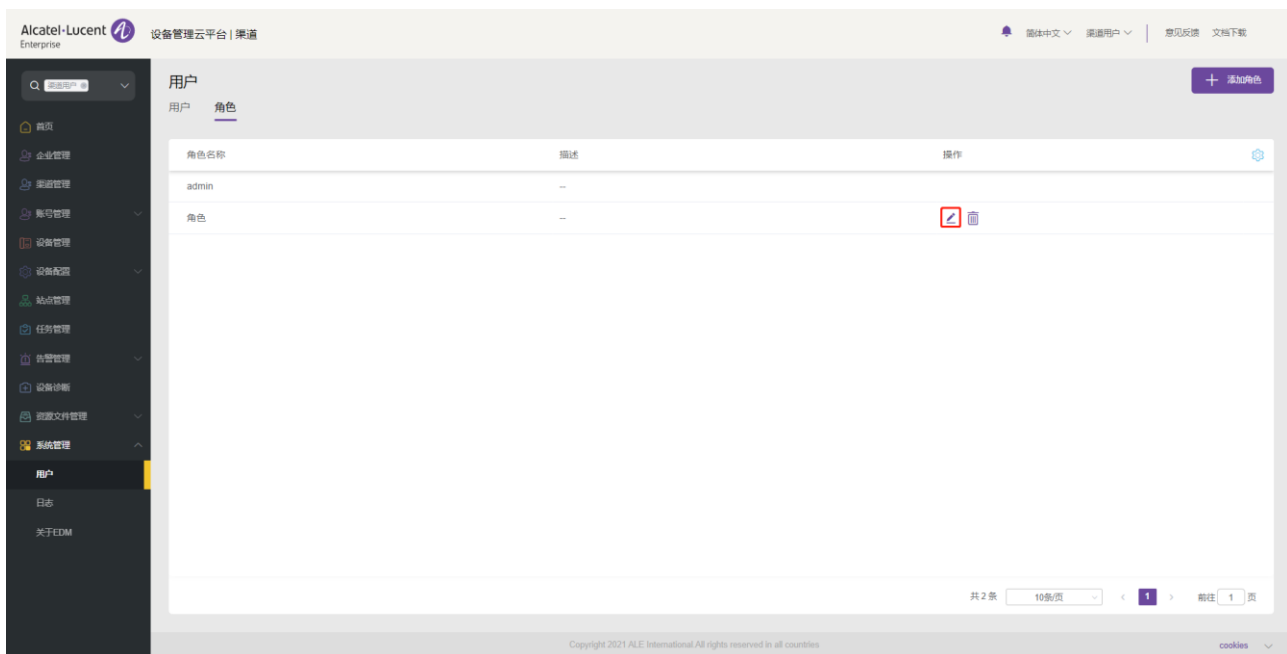 Alcatel-Lucent
Enterprise
设备管理云平台 | 渠道
简体中文
渠道用户
意见反馈
文档下载
渠道用户
首页
企业管理
渠道管理
账号管理
设备管理
设备配置
站点管理
任务管理
告警管理
设备诊断
资源文件管理
系统管理
用户
日志
关于EDM
用户
添加角色
用户
角色
角色名称
描述
操作
admin
--
角色
--
共 2 条
10条/页
1
前往 1 页
Copyright 2021 ALE International.All rights reserved in all countries
cookies